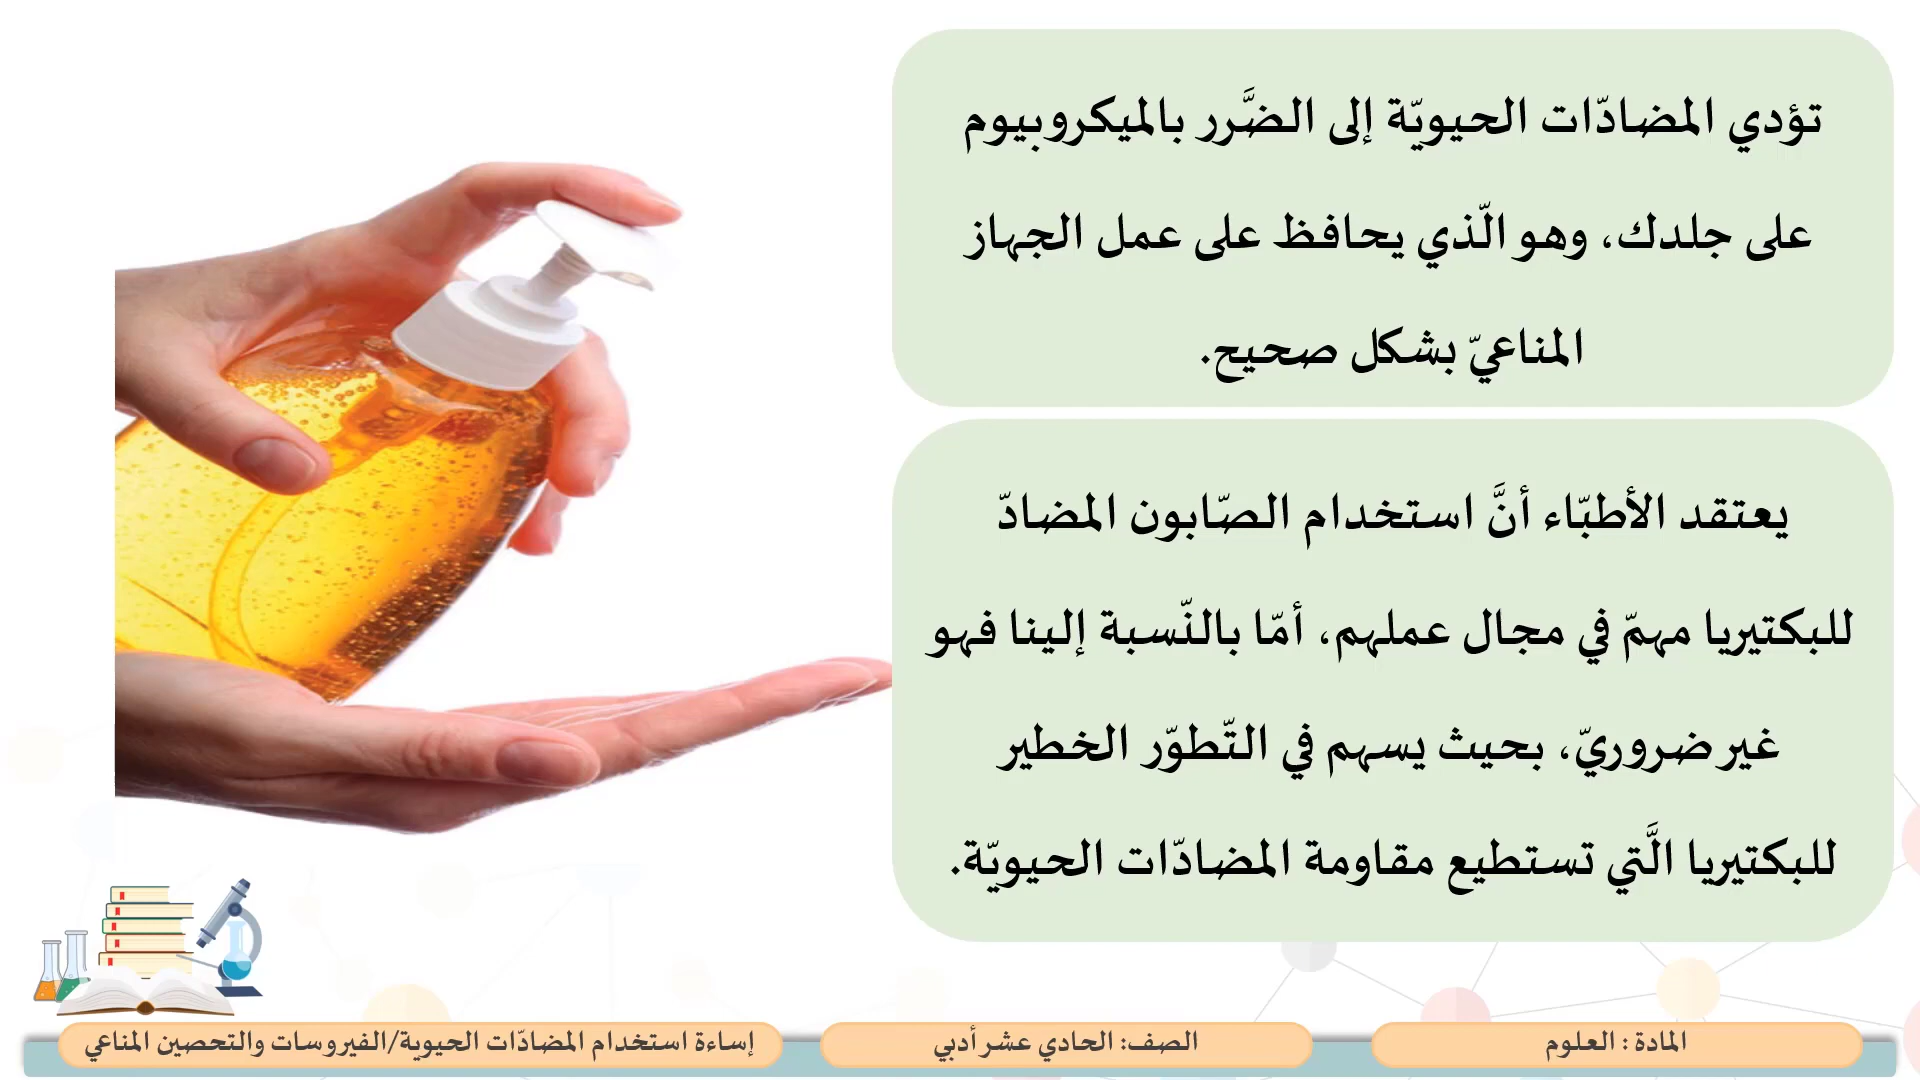 تؤدي المضادّات الحيويّة إلى الضَّرر بالميكروبيوم
على جلدك، وهو الّذي يحافظ على عمل الجهاز
المناعيّ بشكل صحيح.
يعتقد الأطبّاء أنَّ استخدام الصّابون المضادّ
للبكتيريا مهمّ في مجال عملهم، أمّا بالنّسبة إلينا فهو
غير ضروريّ، بحيث يسهم في التّطوّر الخطير
للبكتيريا الَّتي تستطيع مقاومة المضادّات الحيويّة.
المادة : العلوم
الصف: الحادي عشر أدبي
إساءة استخدام المضادّات الحيوية/الفيروسات والتحصين المناعي